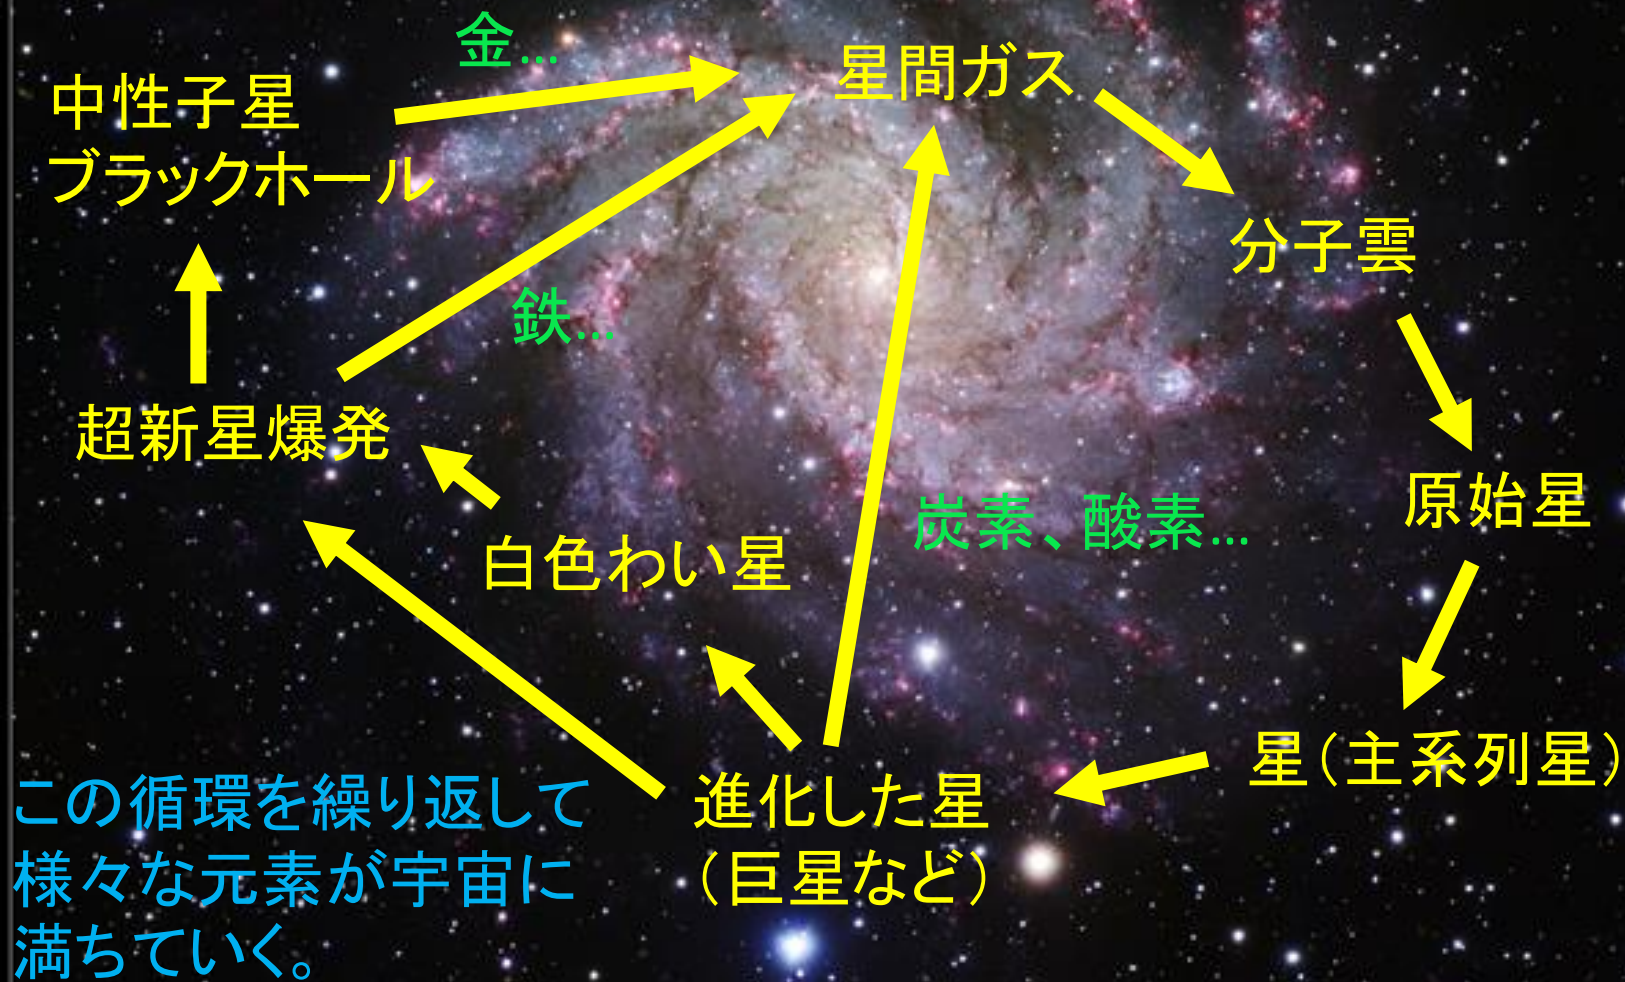 金…
星間ガス
中性子星
ブラックホール
分子雲
鉄…
超新星爆発
炭素、酸素…
原始星
白色わい星
星(主系列星)
進化した星
(巨星など)
この循環を繰り返して
様々な元素が宇宙に
満ちていく。